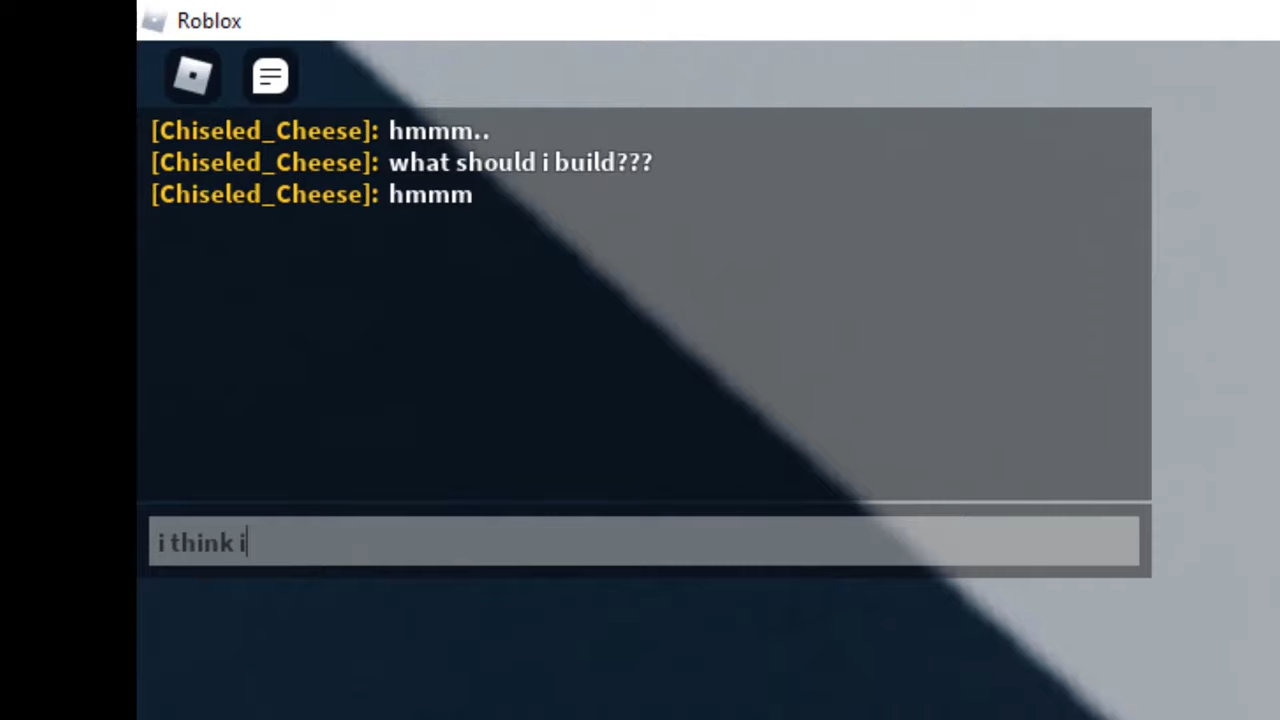 Roblox
[Chiseled_Cheese]: hmmm..
[Chiseled_Cheese]: what should i build???
[Chiseled_Cheese]: hmmm
i think i